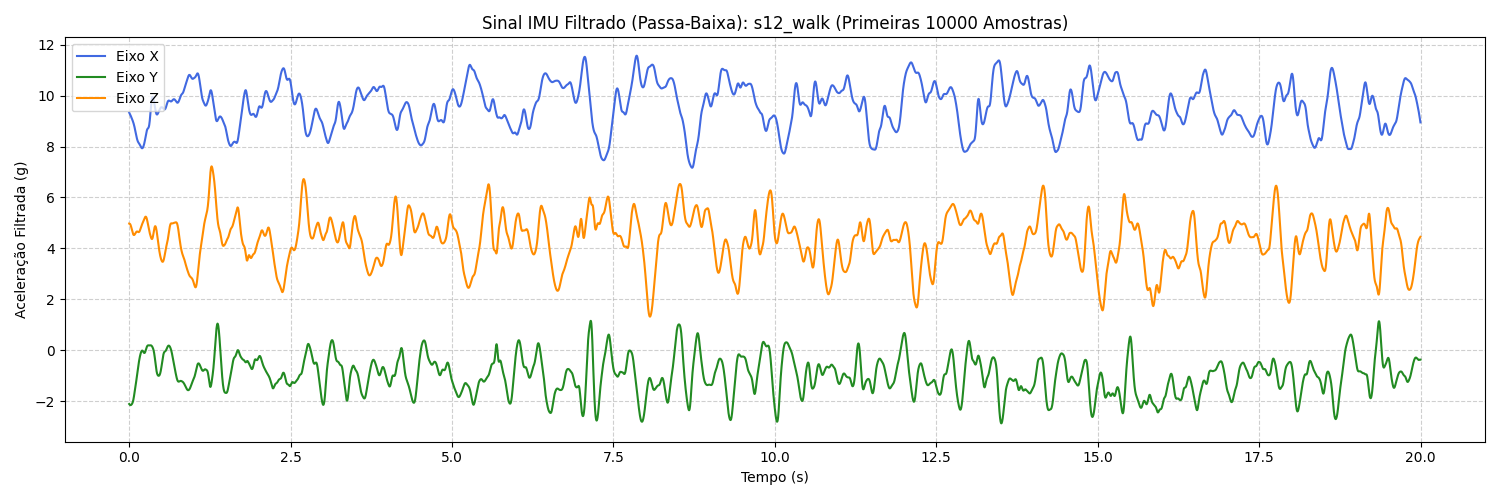 Sinal IMU Filtrado (Passa-Baixa): s12_walk (Primeiras 10000 Amostras)
Eixo X
Eixo Y
Eixo Z
Aceleração Filtrada (g)
12
10
8
6
4
2
0
−2
0.0 2.5 5.0 7.5 10.0 12.5 15.0 17.5 20.0
Tempo (s)